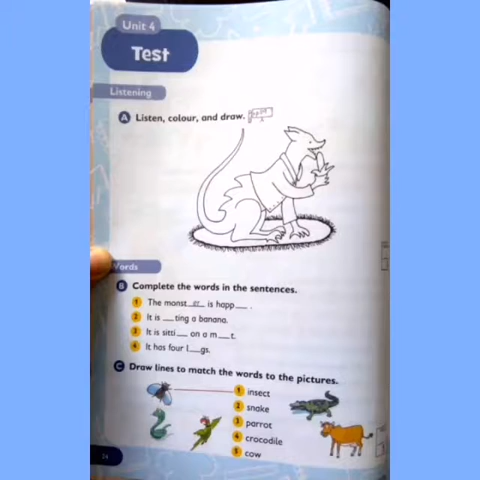 Unit 4
Test
Listening
A Listen, colour, and draw.
Words
B Complete the words in the sentences.
1 The monst er is happ___ .
2 It is ___ting a banana.
3 It is sitti___ on a m___t.
4 It has four l___gs.
C Draw lines to match the words to the pictures.
1 insect
2 snake
3 parrot
4 crocodile
5 cow